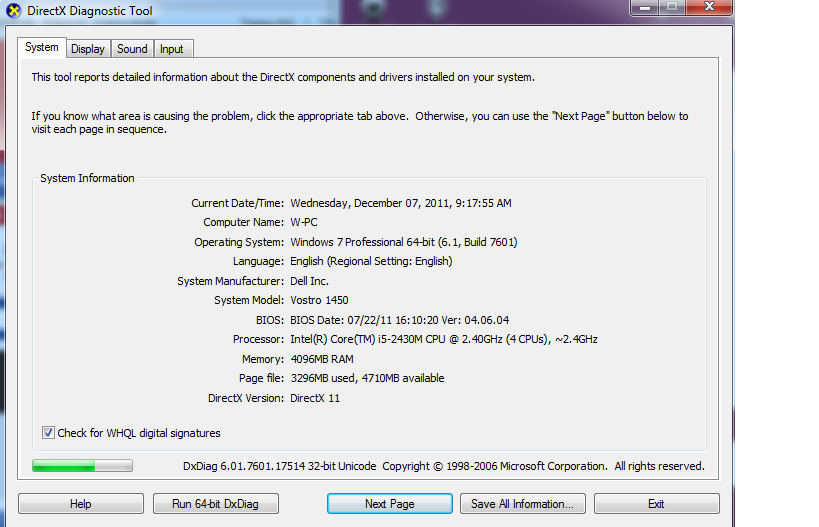 DirectX Diagnostic Tool
System Display Sound Input
This tool reports detailed information about the DirectX components and drivers installed on your system.
If you know what area is causing the problem, click the appropriate tab above.  Otherwise, you can use the "Next Page" button below to
visit each page in sequence.
System Information
Current Date/Time: Wednesday, December 07, 2011, 9:17:55 AM
Computer Name: W-PC
Operating System: Windows 7 Professional 64-bit (6.1, Build 7601)
Language: English (Regional Setting: English)
System Manufacturer: Dell Inc.
System Model: Vostro 1450
BIOS: BIOS Date: 07/22/11 16:10:20 Ver: 04.06.04
Processor: Intel(R) Core(TM) i5-2430M CPU @ 2.40GHz (4 CPUs), ~2.4GHz
Memory: 4096MB RAM
Page file: 3296MB used, 4710MB available
DirectX Version: DirectX 11
Check for WHQL digital signatures
DxDiag 6.01.7601.17514 32-bit Unicode  Copyright © 1998-2006 Microsoft Corporation.  All rights reserved.
Help Run 64-bit DxDiag Next Page Save All Information... Exit